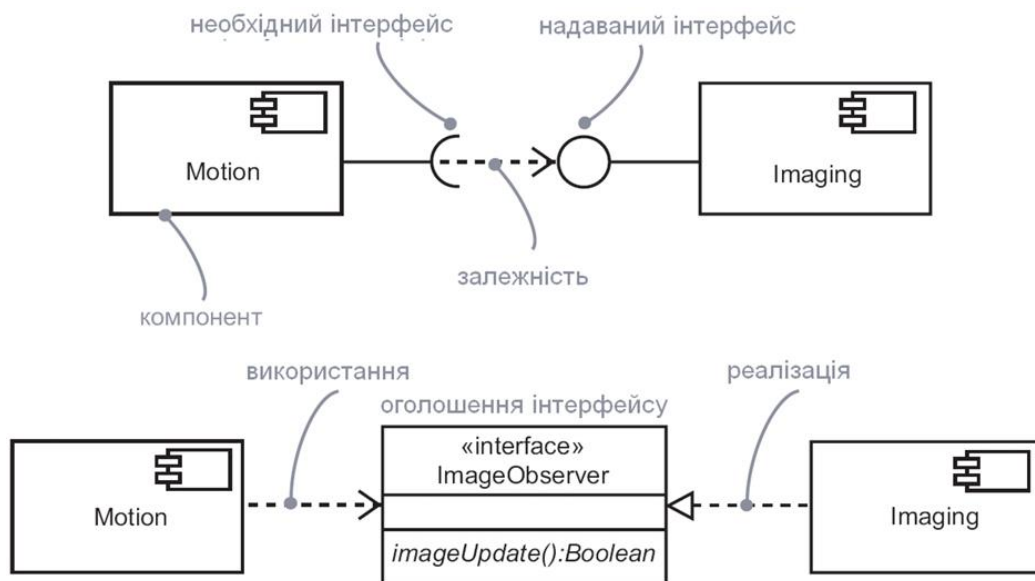 необхідний інтерфейс
надаваний інтерфейс
Motion
Imaging
залежність
компонент
використання
реалізація
оголошення інтерфейсу
«interface»
ImageObserver
Motion
Imaging
imageUpdate():Boolean